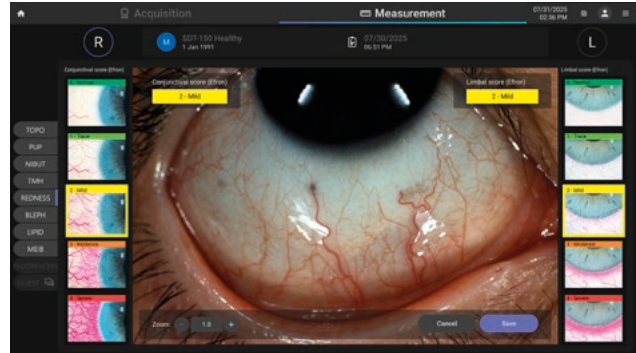 Acquisition
Measurement
07/31/2025
02:56 PM
R
M
SDT-150 Healthy
1 Jan 1991
07/30/2025
06:51 PM
L
Conjunctival score (Efron)
Limbal score (Efron)
Conjunctival score (Efron)
2 - Mild
Limbal score (Efron)
2 - Mild
0 - Normal
1 - Trace
2 - Mild
3 - Moderate
4 - Severe
TOPO
PUP
NIBUT
TMH
REDNESS
BLEPH
LIPID
MEIB
FLUORESCEIN
QUEST
0 - Normal
1 - Trace
2 - Mild
3 - Moderate
4 - Severe
Zoom:
-
1.0
+
Cancel
Save